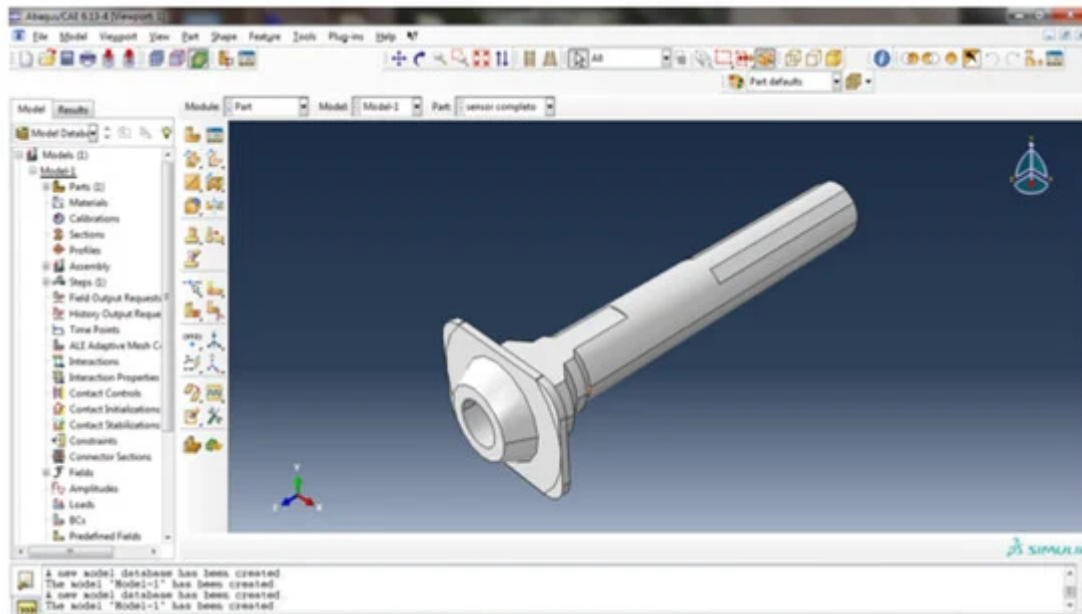 Abaqus/CAE 6.13-4 [Viewport: 1]
File Model Viewport View Part Shape Feature Tools Plug-ins Help
All
Part defaults
Model Results
Module: Part Model: Model-1 Part: sensor completo
Model Databa
Models (1)
Model-1
Parts (1)
Materials
Calibrations
Sections
Profiles
Assembly
Steps (1)
Field Output Requests
History Output Reque
Time Points
ALE Adaptive Mesh C
Interactions
Interaction Properties
Contact Controls
Contact Initializations
Contact Stabilizations
Constraints
Connector Sections
Fields
Amplitudes
Loads
BCs
Predefined Fields
Y
Z X
SIMULIA
A new model database has been created
The model "Model-1" has been created.
A new model database has been created
The model "Model-1" has been created.